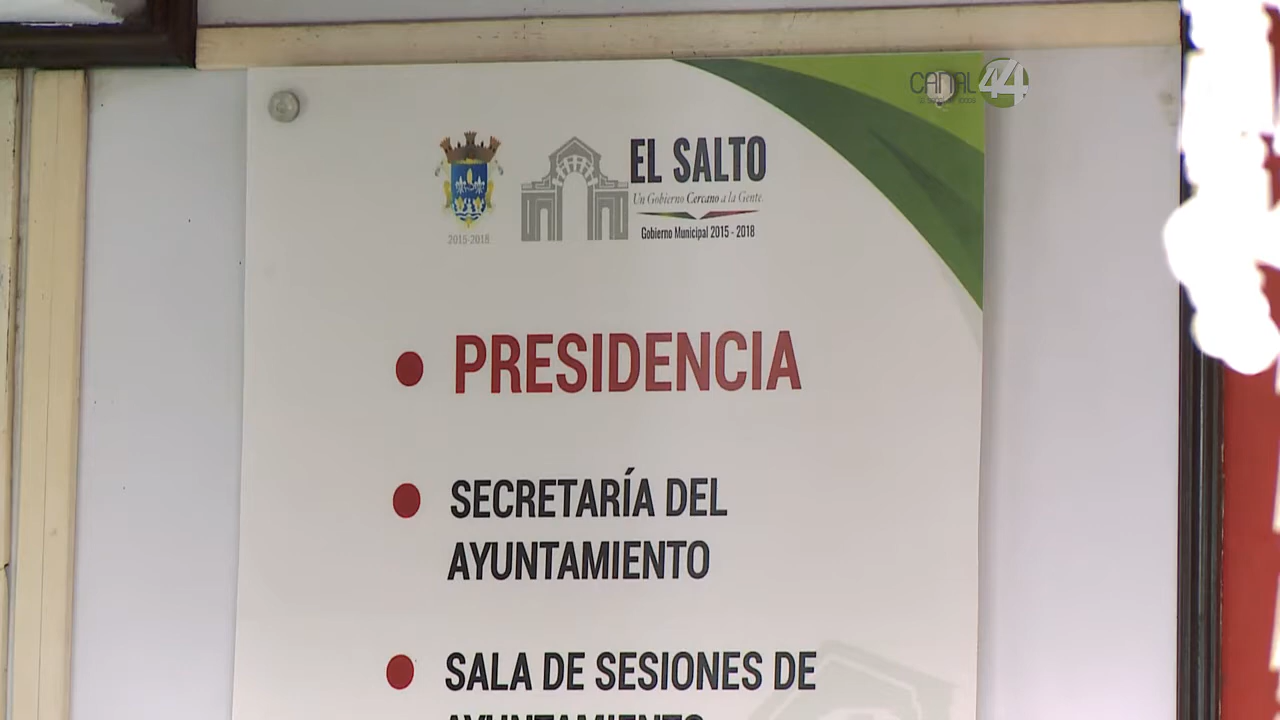 CANAL 44
2015-2018
EL SALTO
Un Gobierno Cercano a la Gente.
Gobierno Municipal 2015 - 2018
• PRESIDENCIA
• SECRETARÍA DEL
AYUNTAMIENTO
• SALA DE SESIONES DE
AYUNTAMIENTO